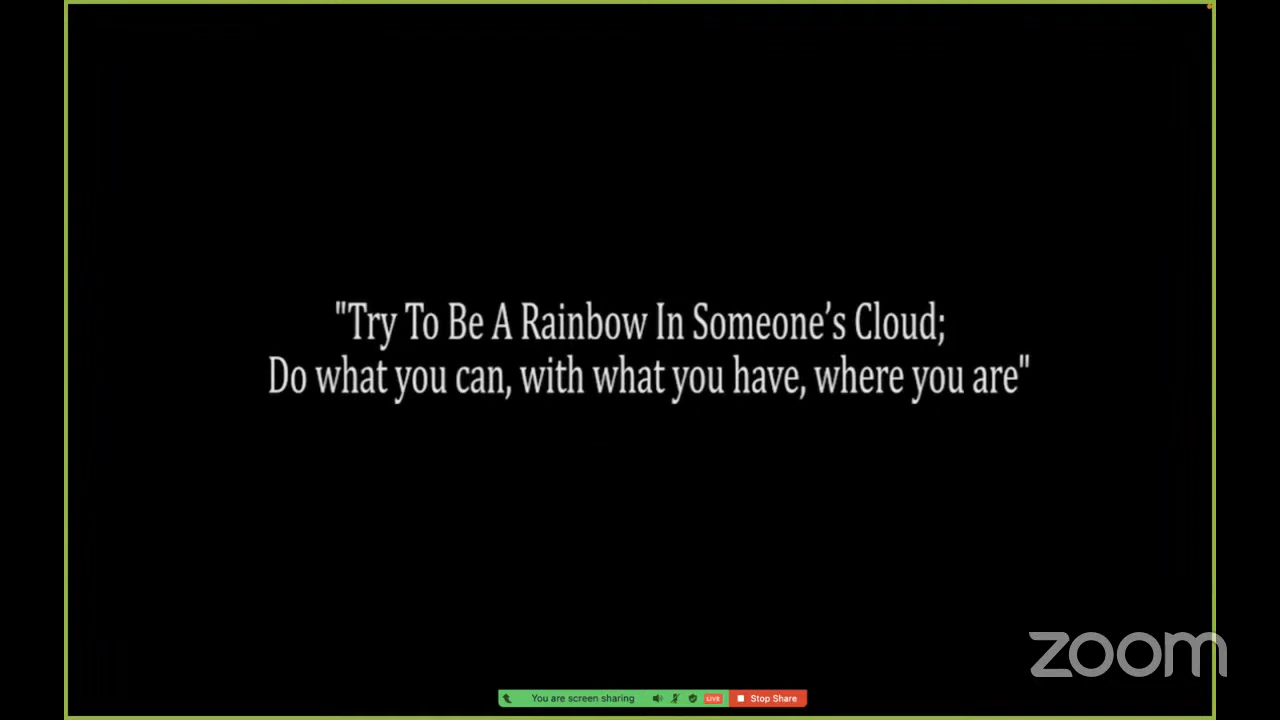 "Try To Be A Rainbow In Someone’s Cloud;
Do what you can, with what you have, where you are"
zoom
You are screen sharing LIVE Stop Share